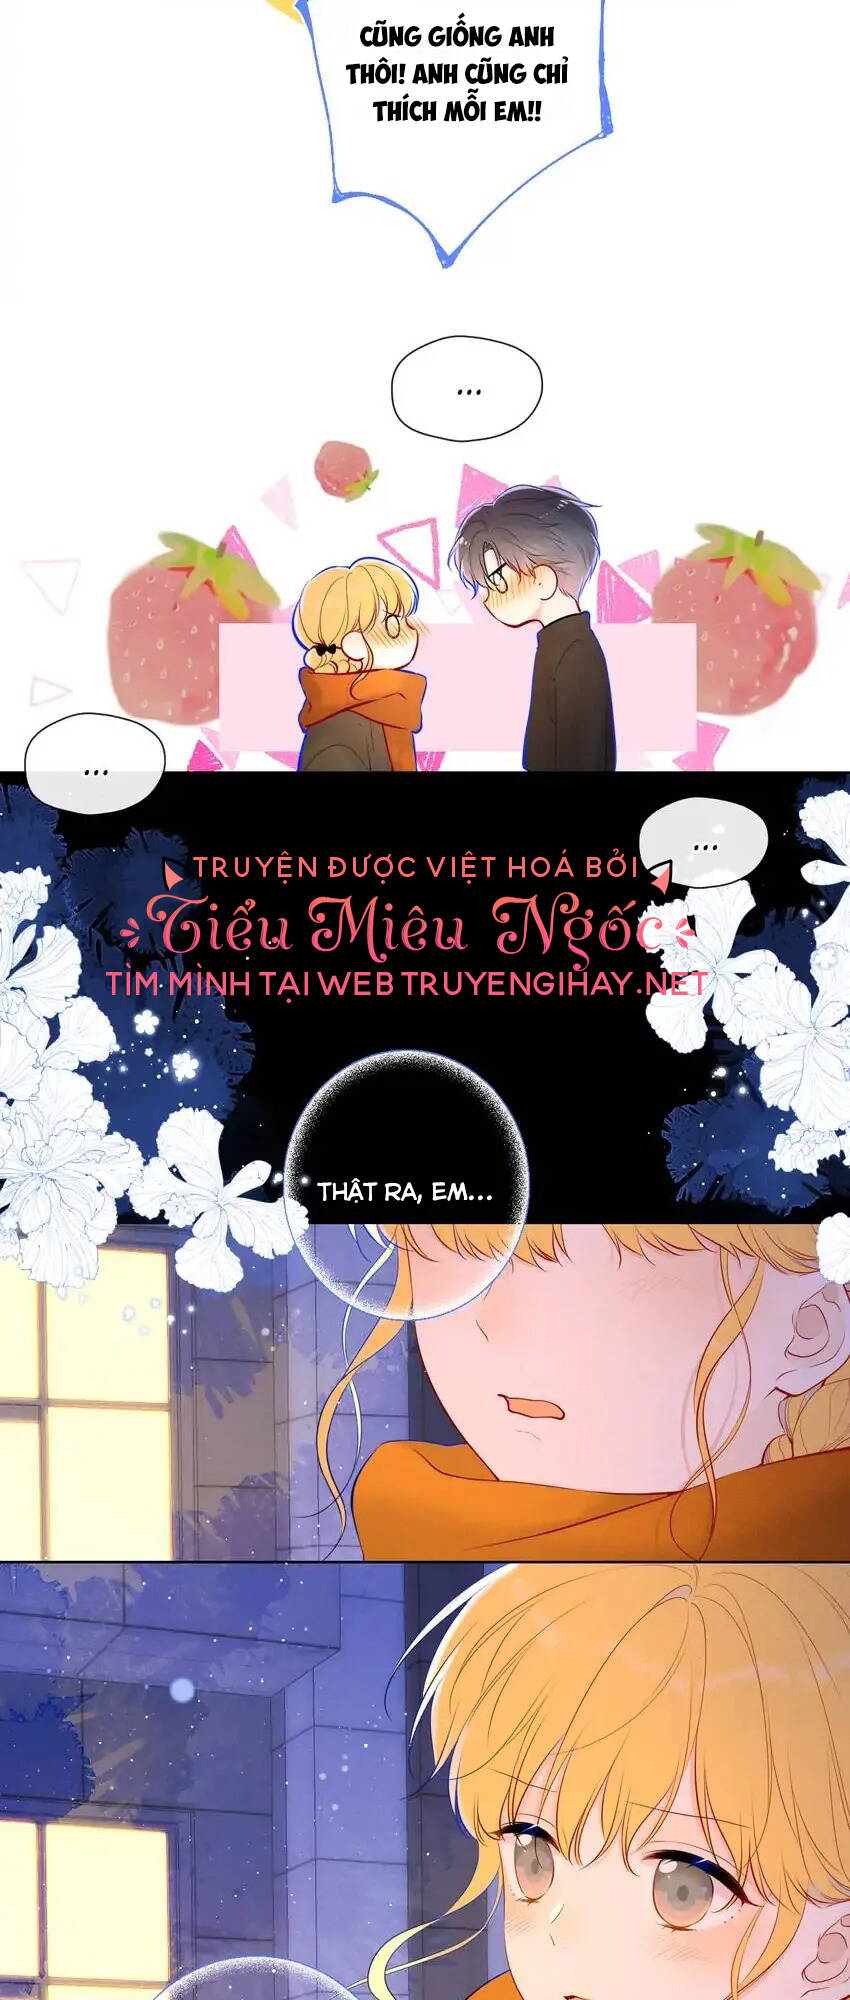 CŨNG GIỐNG ANH
THÔI! ANH CŨNG CHỈ
THÍCH MỖI EM!!
...
...
...
TRUYỆN ĐƯỢC VIỆT HOÁ BỞI
Tiểu Miêu Ngốc
TÌM MÌNH TẠI WEB TRUYENGIHAY.NET
THẬT RA, EM...